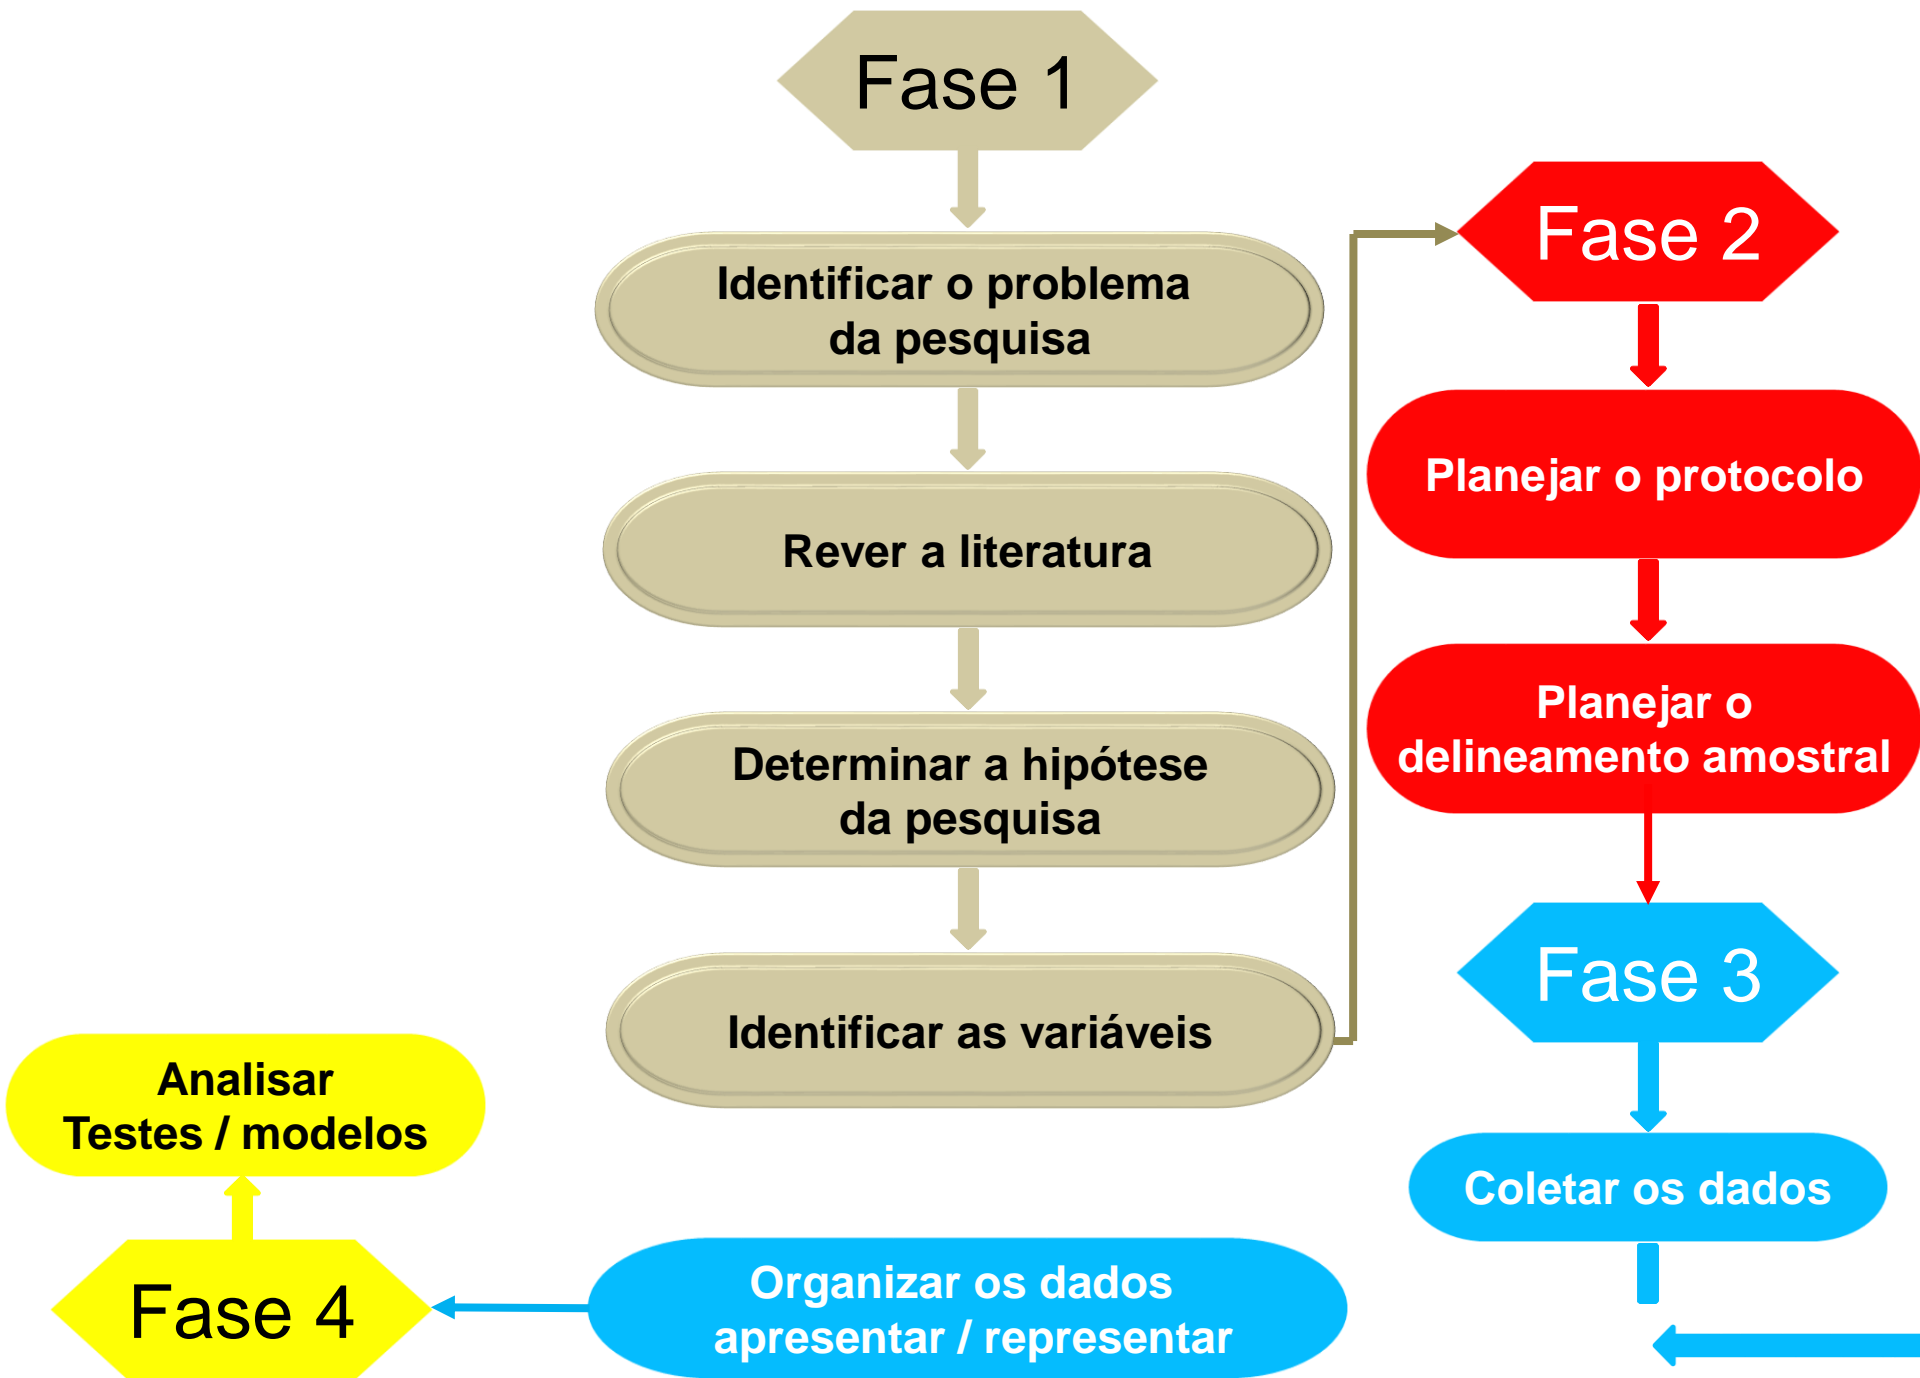 Fase 1
Identificar o problema
da pesquisa
Rever a literatura
Determinar a hipótese
da pesquisa
Identificar as variáveis
Fase 2
Planejar o protocolo
Planejar o
delineamento amostral
Fase 3
Coletar os dados
Organizar os dados
apresentar / representar
Fase 4
Analisar
Testes / modelos